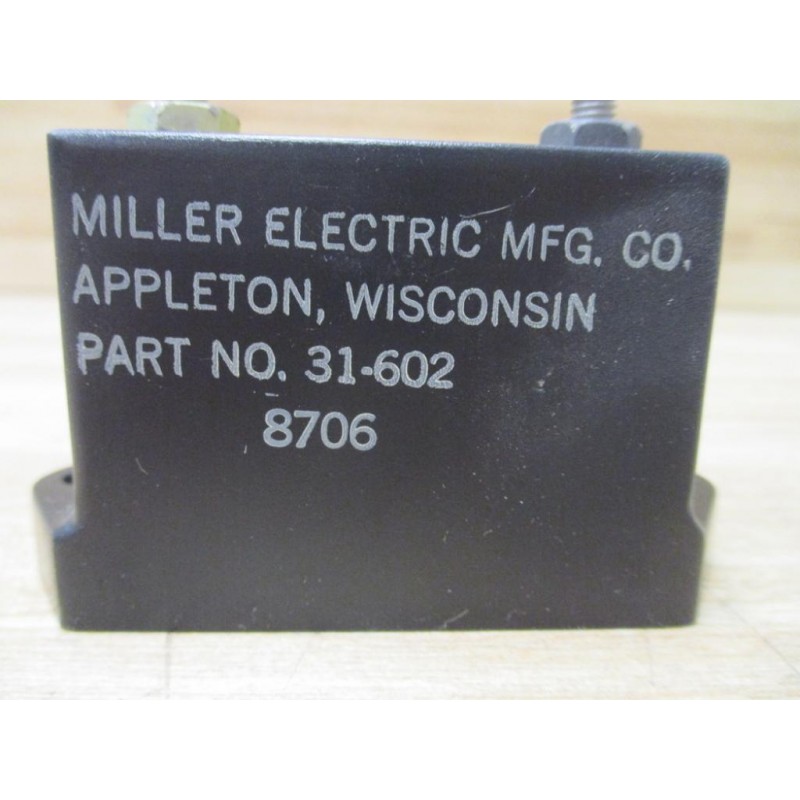 MILLER ELECTRIC MFG. CO.
APPLETON, WISCONSIN
PART NO. 31-602
8706